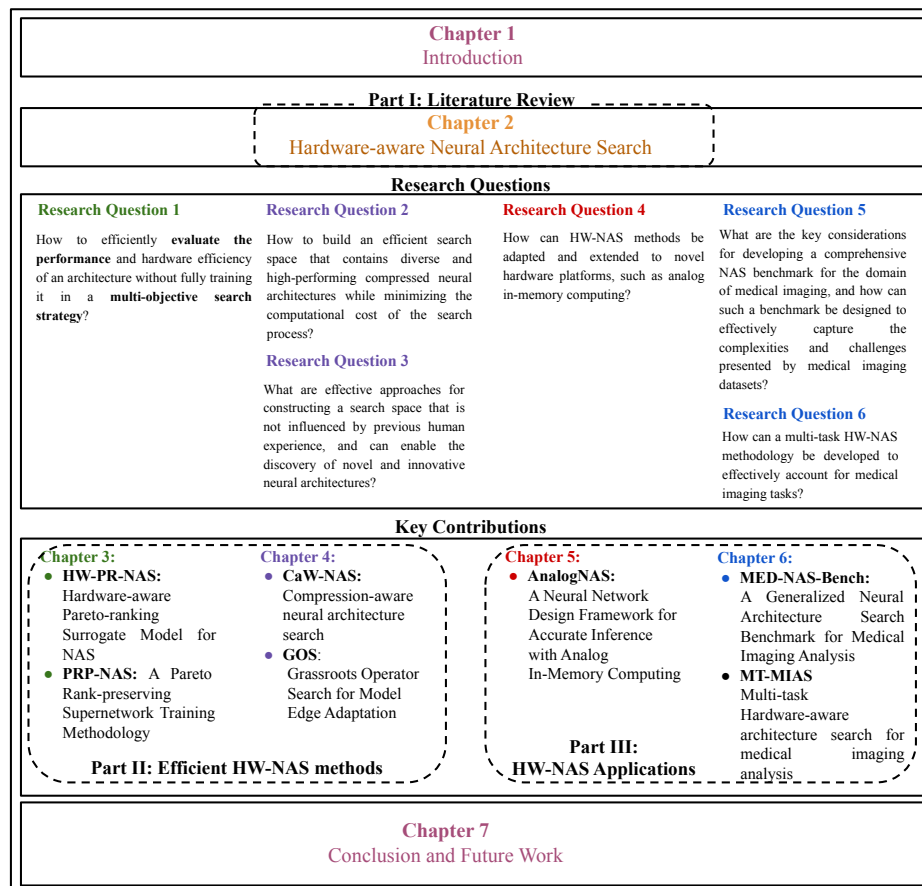 Chapter 1
Introduction
Part I: Literature Review
Chapter 2
Hardware-aware Neural Architecture Search
Research Questions
Research Question 1
How to efficiently evaluate the
performance and hardware efficiency
of an architecture without fully training
it in a multi-objective search
strategy?
Research Question 2
How to build an efficient search
space that contains diverse and
high-performing compressed neural
architectures while minimizing the
computational cost of the search
process?
Research Question 3
What are effective approaches for
constructing a search space that is
not influenced by previous human
experience, and can enable the
discovery of novel and innovative
neural architectures?
Research Question 4
How can HW-NAS methods be
adapted and extended to novel
hardware platforms, such as analog
in-memory computing?
Research Question 5
What are the key considerations
for developing a comprehensive
NAS benchmark for the domain
of medical imaging, and how can
such a benchmark be designed to
effectively capture the
complexities and challenges
presented by medical imaging
datasets?
Research Question 6
How can a multi-task HW-NAS
methodology be developed to
effectively account for medical
imaging tasks?
Key Contributions
Chapter 3:
● HW-PR-NAS:
Hardware-aware
Pareto-ranking
Surrogate Model for
NAS
● PRP-NAS: A Pareto
Rank-preserving
Supernetwork Training
Methodology
Chapter 4:
● CaW-NAS:
Compression-aware
neural architecture
search
● GOS:
Grassroots Operator
Search for Model
Edge Adaptation
Part II: Efficient HW-NAS methods
Chapter 5:
● AnalogNAS:
A Neural Network
Design Framework for
Accurate Inference
with Analog
In-Memory Computing
Chapter 6:
● MED-NAS-Bench:
A Generalized Neural
Architecture Search
Benchmark for Medical
Imaging Analysis
● MT-MIAS
Multi-task
Hardware-aware
architecture search for
medical imaging
analysis
Part III:
HW-NAS Applications
Chapter 7
Conclusion and Future Work